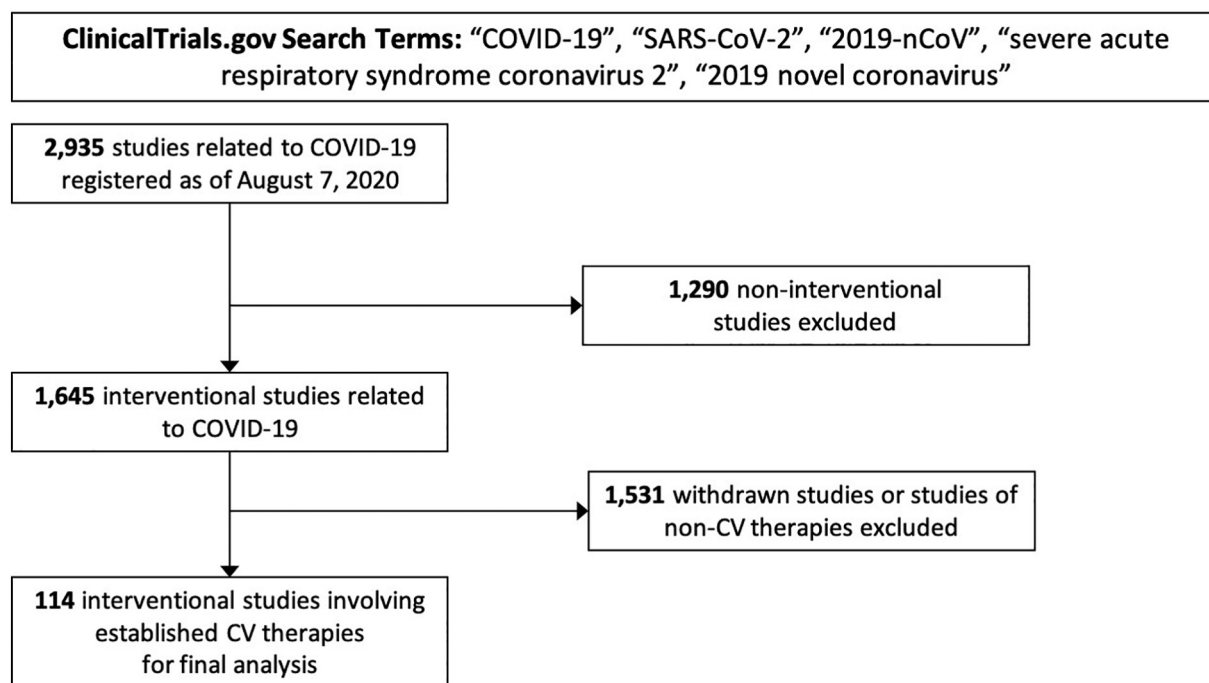 ClinicalTrials.gov Search Terms: “COVID-19”, “SARS-CoV-2”, “2019-nCoV”, “severe acute
respiratory syndrome coronavirus 2”, “2019 novel coronavirus”
2,935 studies related to COVID-19
registered as of August 7, 2020
1,290 non-interventional
studies excluded
1,645 interventional studies related
to COVID-19
1,531 withdrawn studies or studies of
non-CV therapies excluded
114 interventional studies involving
established CV therapies
for final analysis